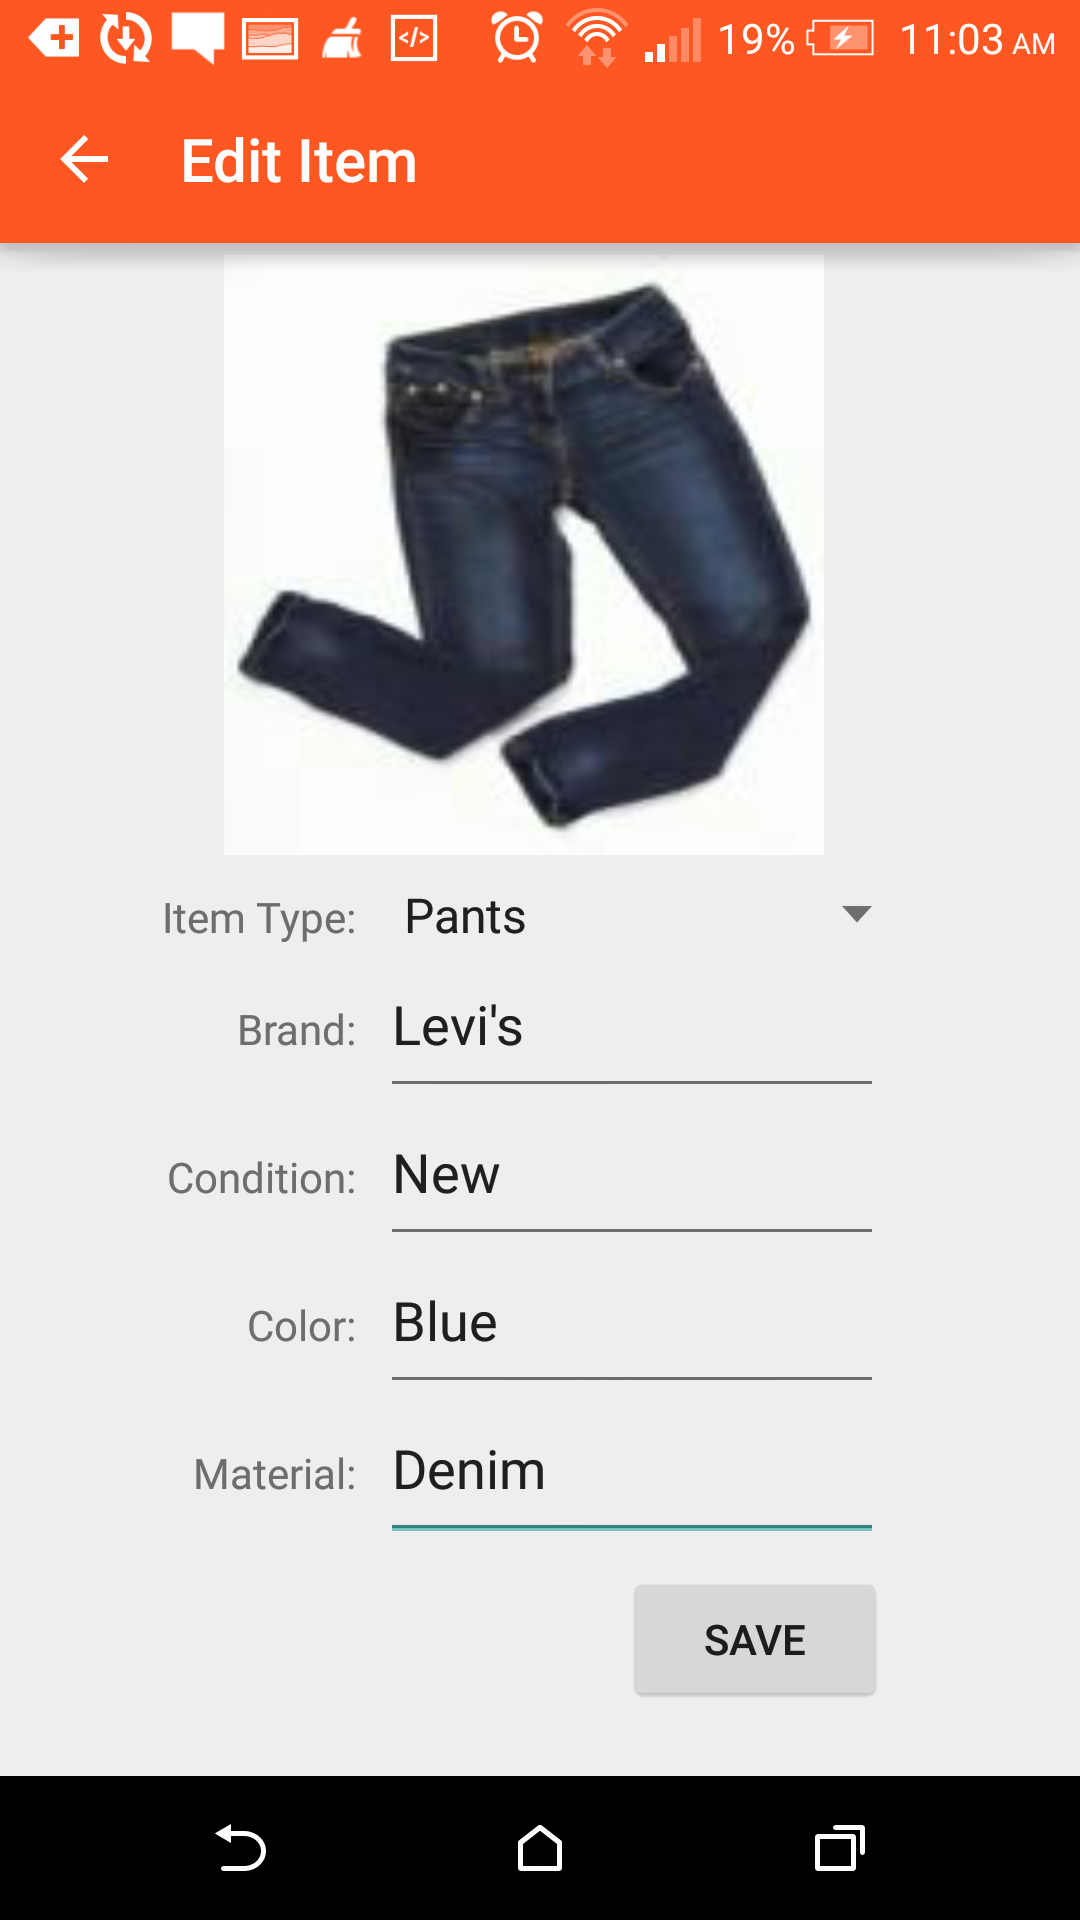 19% 11:03 AM
Edit Item
Item Type: Pants
Brand: Levi's
Condition: New
Color: Blue
Material: Denim
SAVE